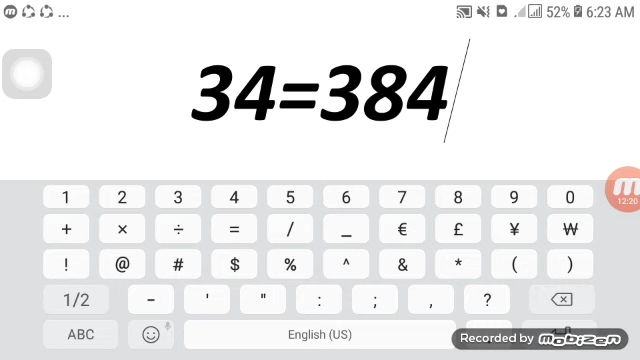 ... 52% 6:23 AM
34=384
12:20
1 2 3 4 5 6 7 8 9 0
+ × ÷ = / _ € £ ¥ ₩
! @ # $ % ^ & * ( )
1/2 - ' " : ; , ?
ABC English (US)
Recorded by mobizen